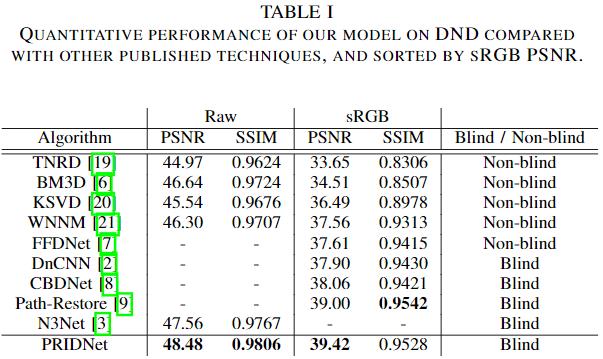 TABLE I
QUANTITATIVE PERFORMANCE OF OUR MODEL ON DND COMPARED
WITH OTHER PUBLISHED TECHNIQUES, AND SORTED BY SRGB PSNR.
Raw sRGB
Algorithm PSNR SSIM PSNR SSIM Blind / Non-blind
TNRD [19] 44.97 0.9624 33.65 0.8306 Non-blind
BM3D [6] 46.64 0.9724 34.51 0.8507 Non-blind
KSVD [20] 45.54 0.9676 36.49 0.8978 Non-blind
WNNM [21] 46.30 0.9707 37.56 0.9313 Non-blind
FFDNet [7] - - 37.61 0.9415 Non-blind
DnCNN [2] - - 37.90 0.9430 Blind
CBDNet [8] - - 38.06 0.9421 Blind
Path-Restore [9] - - 39.00 0.9542 Blind
N3Net [3] 47.56 0.9767 - - Blind
PRIDNet 48.48 0.9806 39.42 0.9528 Blind